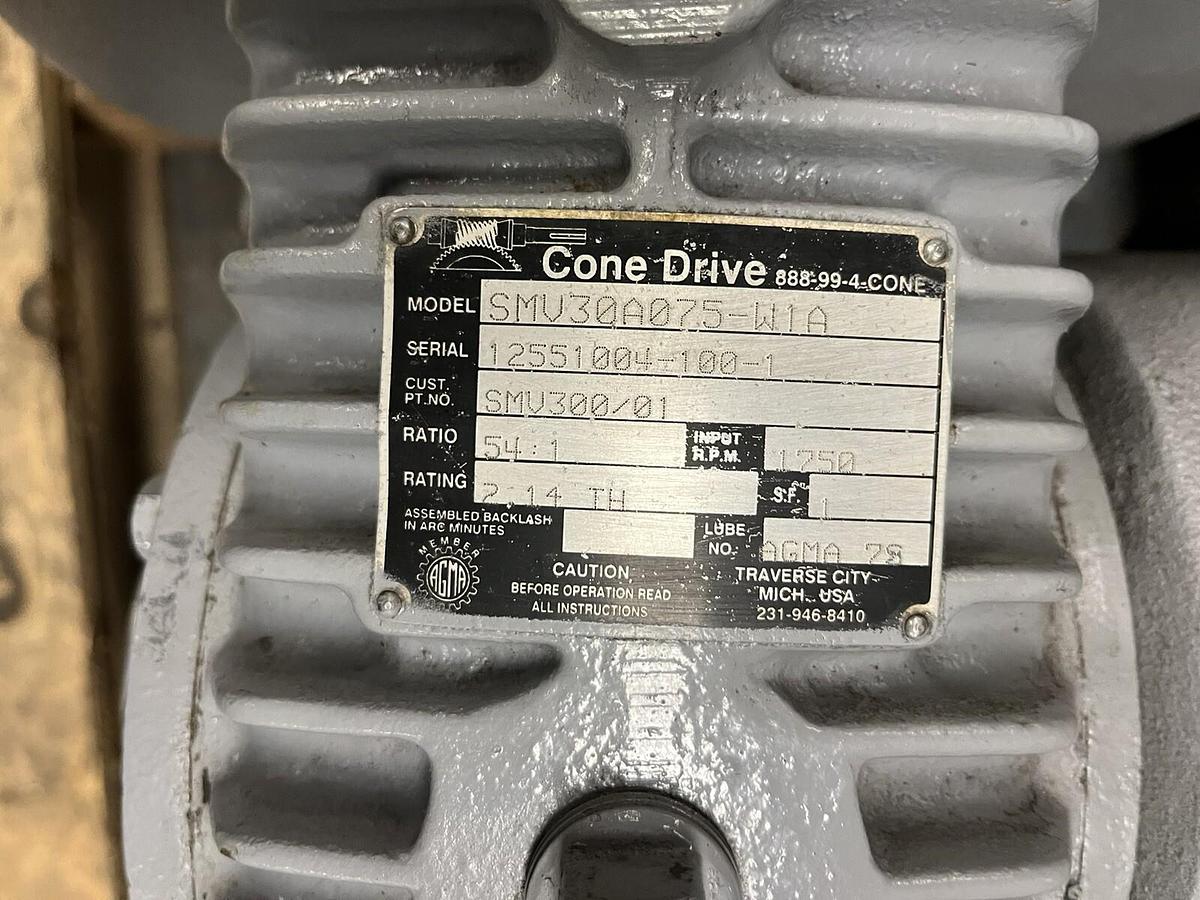 Cone Drive 888-99-4-CONE
MODEL SMV30A075-W1A
SERIAL 12551004-100-1
CUST. PT.NO. SMV300/01
RATIO 54:1 INPUT R.P.M. 1750
RATING 2.14 TH S.F. 1
ASSEMBLED BACKLASH
IN ARC MINUTES
LUBE NO. AGMA 7S
MEMBER
AGMA
CAUTION
BEFORE OPERATION READ
ALL INSTRUCTIONS
TRAVERSE CITY
MICH. USA
231-946-8410